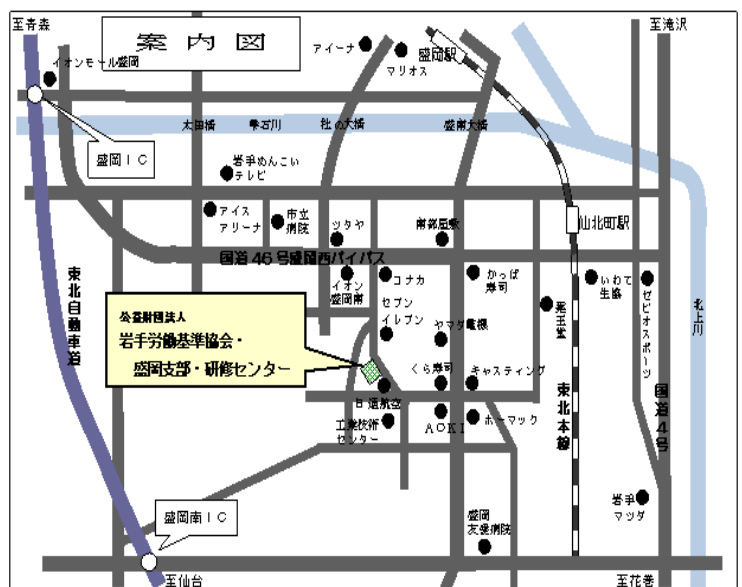 至青森
案内図
至滝沢
イオンモール盛岡
アイーナ
マリオス
盛岡駅
盛岡IC
太田橋
雫石川
杜の大橋
盛南大橋
岩手めんこい
テレビ
アイス
アリーナ
市立
病院
ツタヤ
南部屋敷
仙北町駅
国道46号盛岡西バイパス
東北自動車道
イオン
盛岡南
コナカ
かっぱ
寿司
いわて
生協
ゼビオスポーツ
北上川
セブン
イレブン
ヤマダ電機
公益財団法人
岩手労働基準協会・
盛岡支部・研修センター
くら寿司
キャスティング
東北本線
国道4号
日通航空
工業技術
センター
AOKI
ホーマック
盛岡南IC
盛岡
友愛病院
岩手
マツダ
至仙台
至花巻